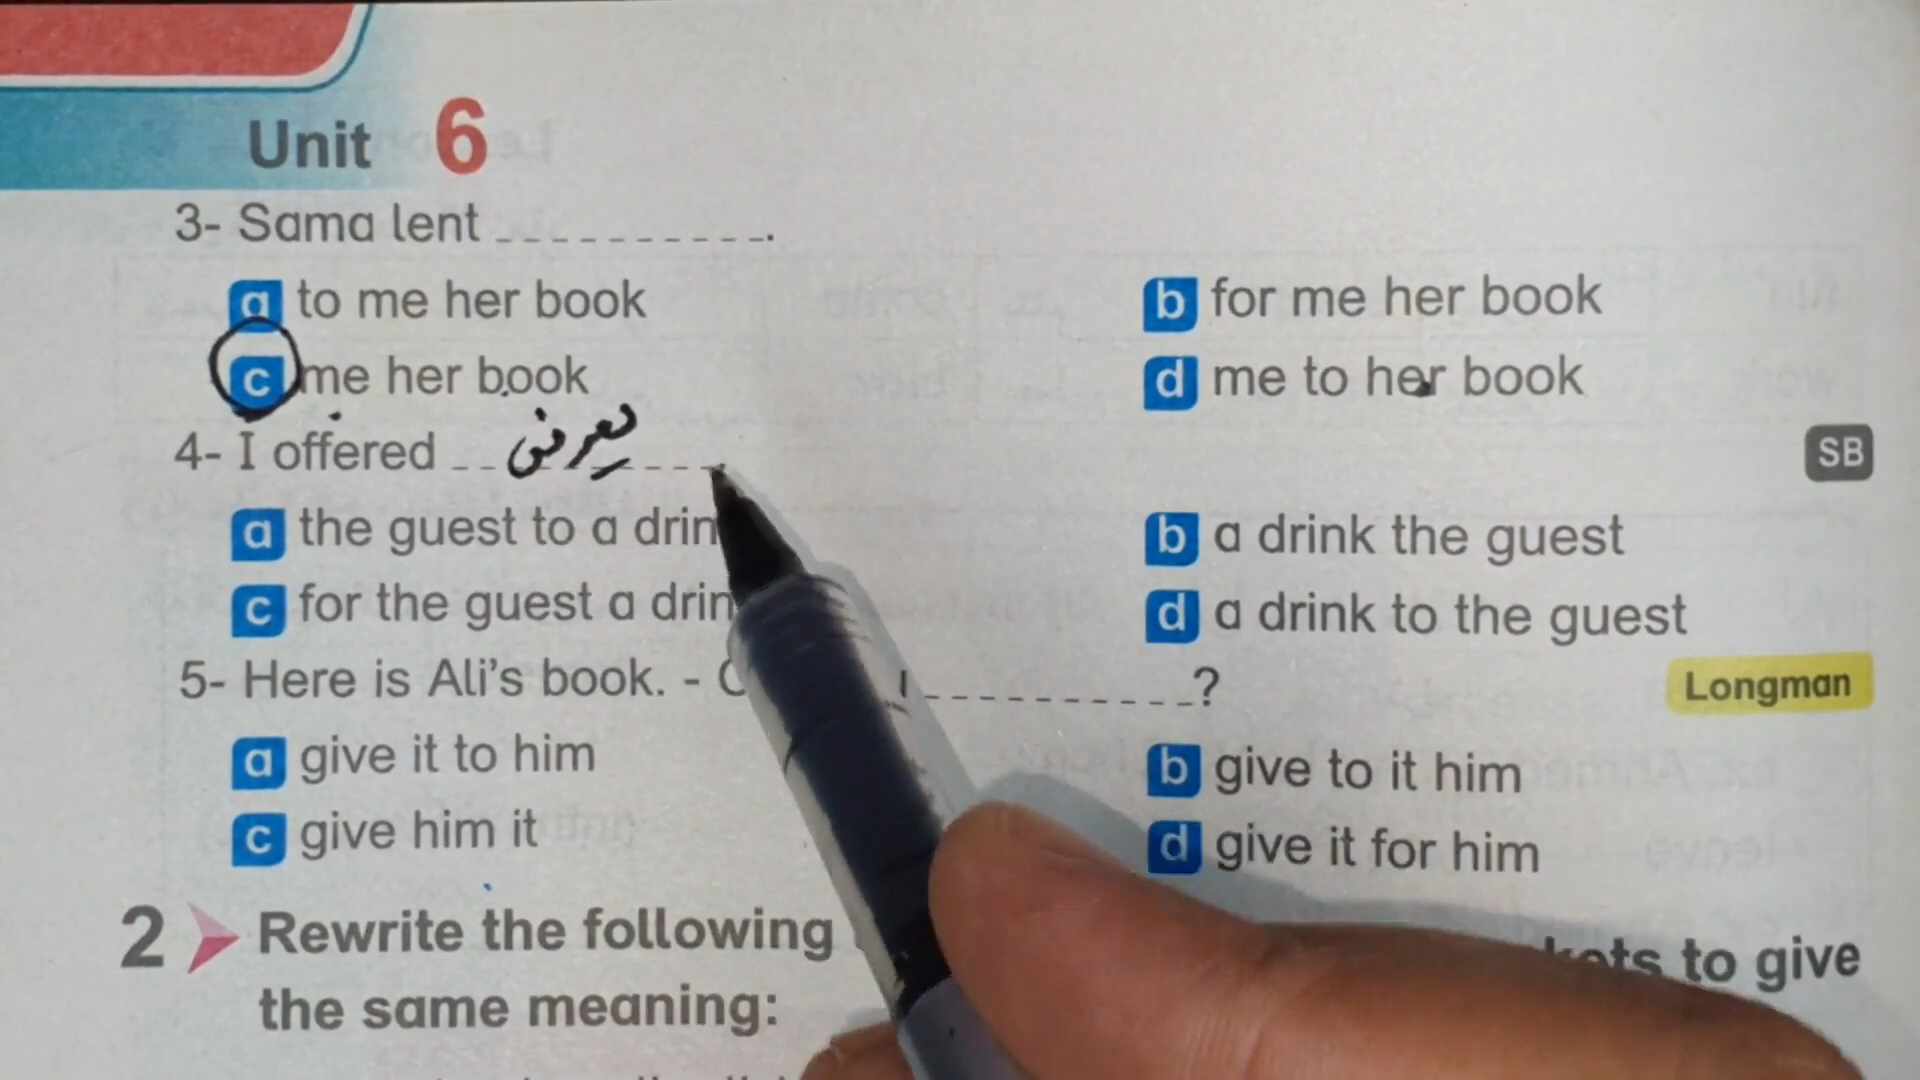 Unit 6
3- Sama lent __________.
a to me her book
b for me her book
c me her book
d me to her book
4- I offered يعرض
SB
a the guest to a drin
b a drink the guest
c for the guest a drin
d a drink to the guest
5- Here is Ali's book. - I __________?
Longman
a give it to him
b give to it him
c give him it
d give it for him
2 Rewrite the following to give
the same meaning: